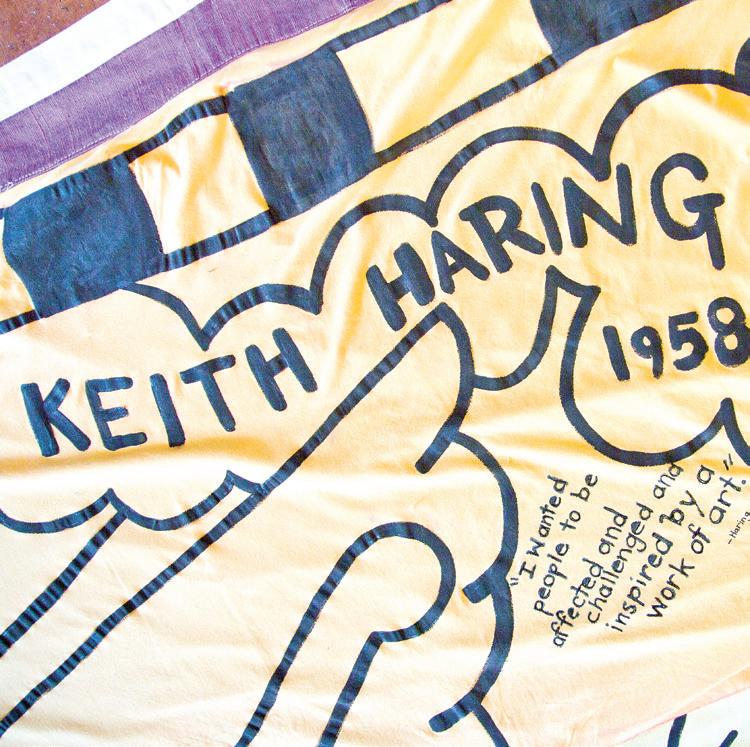 KEITH HARING
1958
"I wanted
people to be
affected and
challenged and
inspired by a
work of art."
-Haring